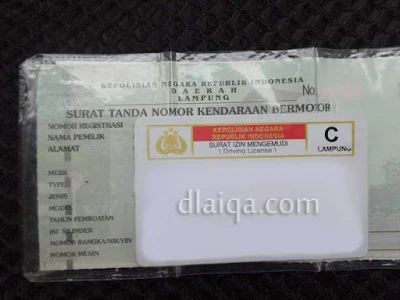 KEPOLISIAN NEGARA REPUBLIK INDONESIA
DAERAH
LAMPUNG
No.
SURAT TANDA NOMOR KENDARAAN BERMOTOR
NOMOR REGISTRASI
NAMA PEMILIK
ALAMAT
KEPOLISIAN NEGARA
REPUBLIK INDONESIA
SURAT IZIN MENGEMUDI
( Driving License )
C
LAMPUNG
MERK
TYPE
JENIS
MODEL
TAHUN PEMBUATAN
ISI SILINDER
NOMOR RANGKA/NIK/VIN
NOMOR MESIN
dlaiqa.com